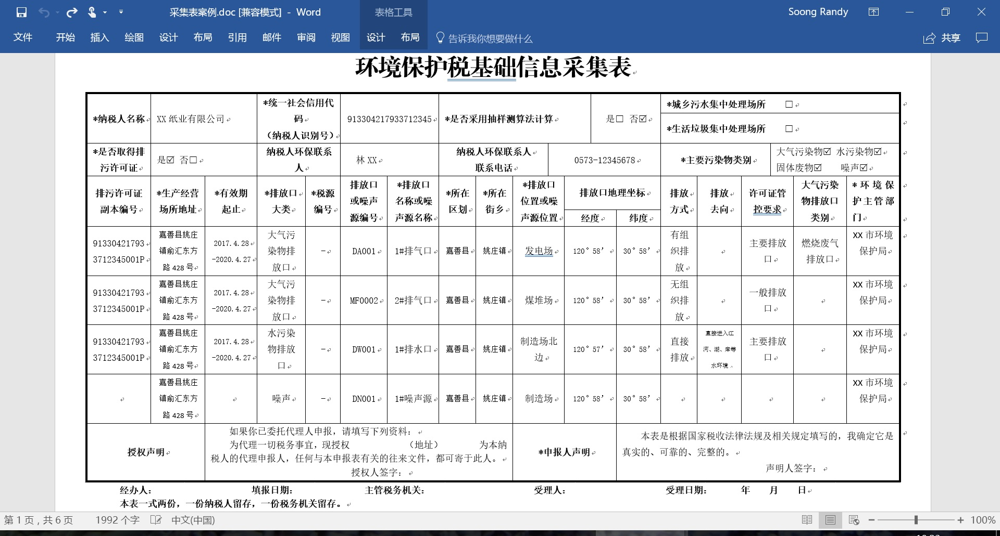 采集表案例.doc [兼容模式] - Word
表格工具
Soong Randy
文件 开始 插入 绘图 设计 布局 引用 邮件 审阅 视图 设计 布局 告诉我你想要做什么 共享
环境保护税基础信息采集表
*纳税人名称
XX 纸业有限公司
*统一社会信用代
码
（纳税人识别号）
913304217933712345
*是否采用抽样测算法计算
是☐ 否☑
*城乡污水集中处理场所 ☐
*生活垃圾集中处理场所 ☐
*是否取得排
污许可证
是☑ 否☐
纳税人环保联系
人
林 XX
纳税人环保联系人
联系电话
0573-12345678
*主要污染物类别
大气污染物☑ 水污染物☑
固体废物☑ 噪声☑
排污许可证
副本编号
*生产经营
场所地址
*有效期
起止
*排放口
大类
*税源
编号
排放口
或噪声
源编号
*排放口
名称或噪
声源名称
*所在
区划
*所在
街乡
*排放口
位置或噪
声源位置
排放口地理坐标
经度
纬度
排放
方式
排放
去向
许可证管
控要求
大气污染
物排放口
类别
*环境保
护主管部
门
91330421793
3712345001P
嘉善县姚庄
镇俞汇东方
路 428 号
2017.4.28
-2020.4.27
大气污
染物排
放口
-
DA001
1#排气口
嘉善县
姚庄镇
发电场
120°58′
30°58′
有组
织排
放
主要排放
口
燃烧废气
排放口
XX 市环境
保护局
91330421793
3712345001P
嘉善县姚庄
镇俞汇东方
路 428 号
2017.4.28
-2020.4.27
大气污
染物排
放口
-
MF0002
2#排气口
嘉善县
姚庄镇
煤堆场
120°58′
30°58′
无组
织排
放
一般排放
口
XX 市环境
保护局
91330421793
3712345001P
嘉善县姚庄
镇俞汇东方
路 428 号
2017.4.28
-2020.4.27
水污染
物排放
口
-
DW001
1#排水口
嘉善县
姚庄镇
制造场北
边
120°57′
30°58′
直接
排放
直接进入江
河、湖、库等
水环境
主要排放
口
XX 市环境
保护局
嘉善县姚庄
镇俞汇东方
路 428 号
噪声
-
DN001
1#噪声源
嘉善县
姚庄镇
制造场
120°58′
30°58′
XX 市环境
保护局
授权声明
如果你已委托代理人申报，请填写下列资料：
为代理一切税务事宜，现授权 （地址） 为本纳
税人的代理申报人，任何与本申报表有关的往来文件，都可寄于此人。
授权人签字：
*申报人声明
本表是根据国家税收法律法规及相关规定填写的，我确定它是
真实的、可靠的、完整的。
声明人签字：
经办人： 填报日期： 主管税务机关： 受理人： 受理日期： 年 月 日
本表一式两份，一份纳税人留存，一份税务机关留存。
第 1 页，共 6 页 1992 个字 中文(中国) 100%